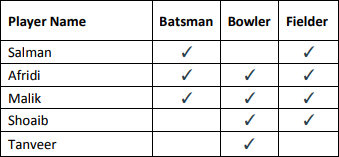 Player Name Batsman Bowler Fielder
Salman ✓ ✓
Afridi ✓ ✓ ✓
Malik ✓ ✓ ✓
Shoaib ✓ ✓
Tanveer ✓